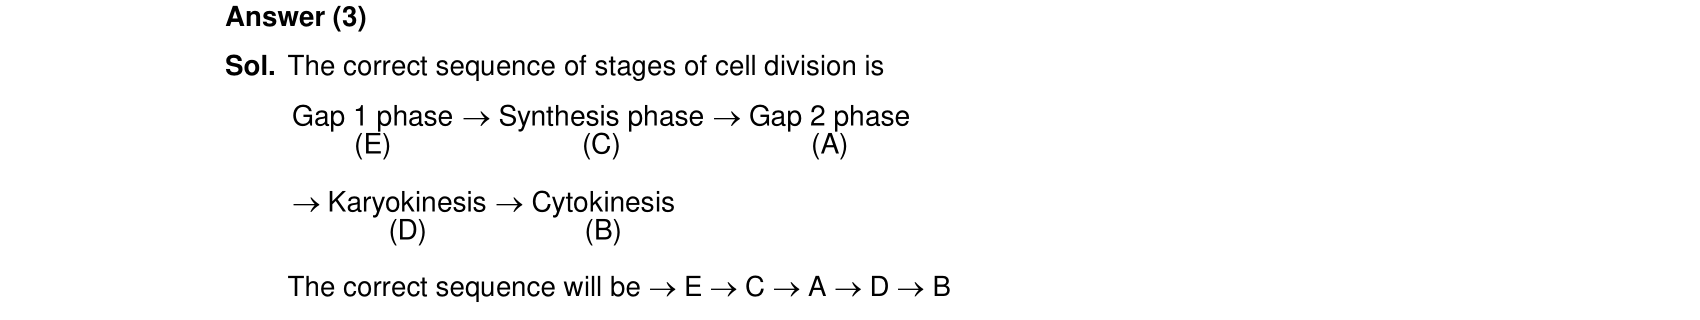 Answer (3)
Sol. The correct sequence of stages of cell division is
Gap 1 phase → Synthesis phase → Gap 2 phase
(E) (C) (A)
→ Karyokinesis → Cytokinesis
(D) (B)
The correct sequence will be → E → C → A → D → B